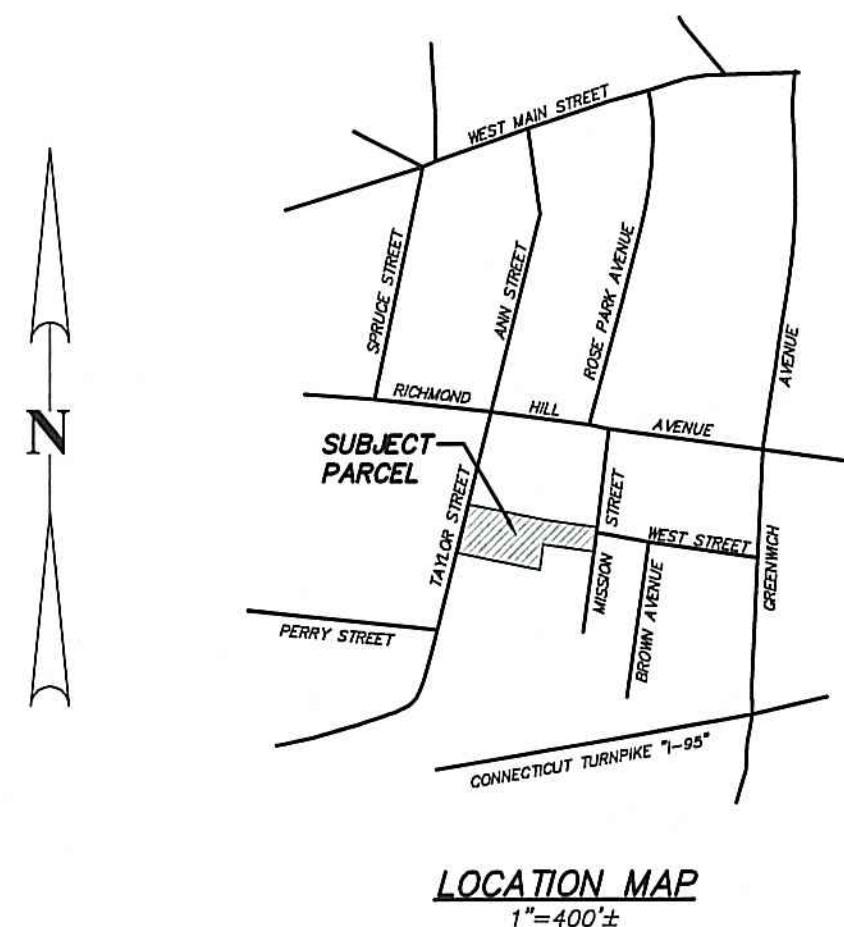 WEST MAIN STREET
SPRUCE STREET
ANN STREET
ROSE PARK AVENUE
AVENUE
RICHMOND
HILL
AVENUE
N
SUBJECT
PARCEL
TAYLOR STREET
STREET
WEST STREET
MISSION
GREENWICH
BROWN AVENUE
PERRY STREET
CONNECTICUT TURNPIKE "I-95"
LOCATION MAP
1"=400'±